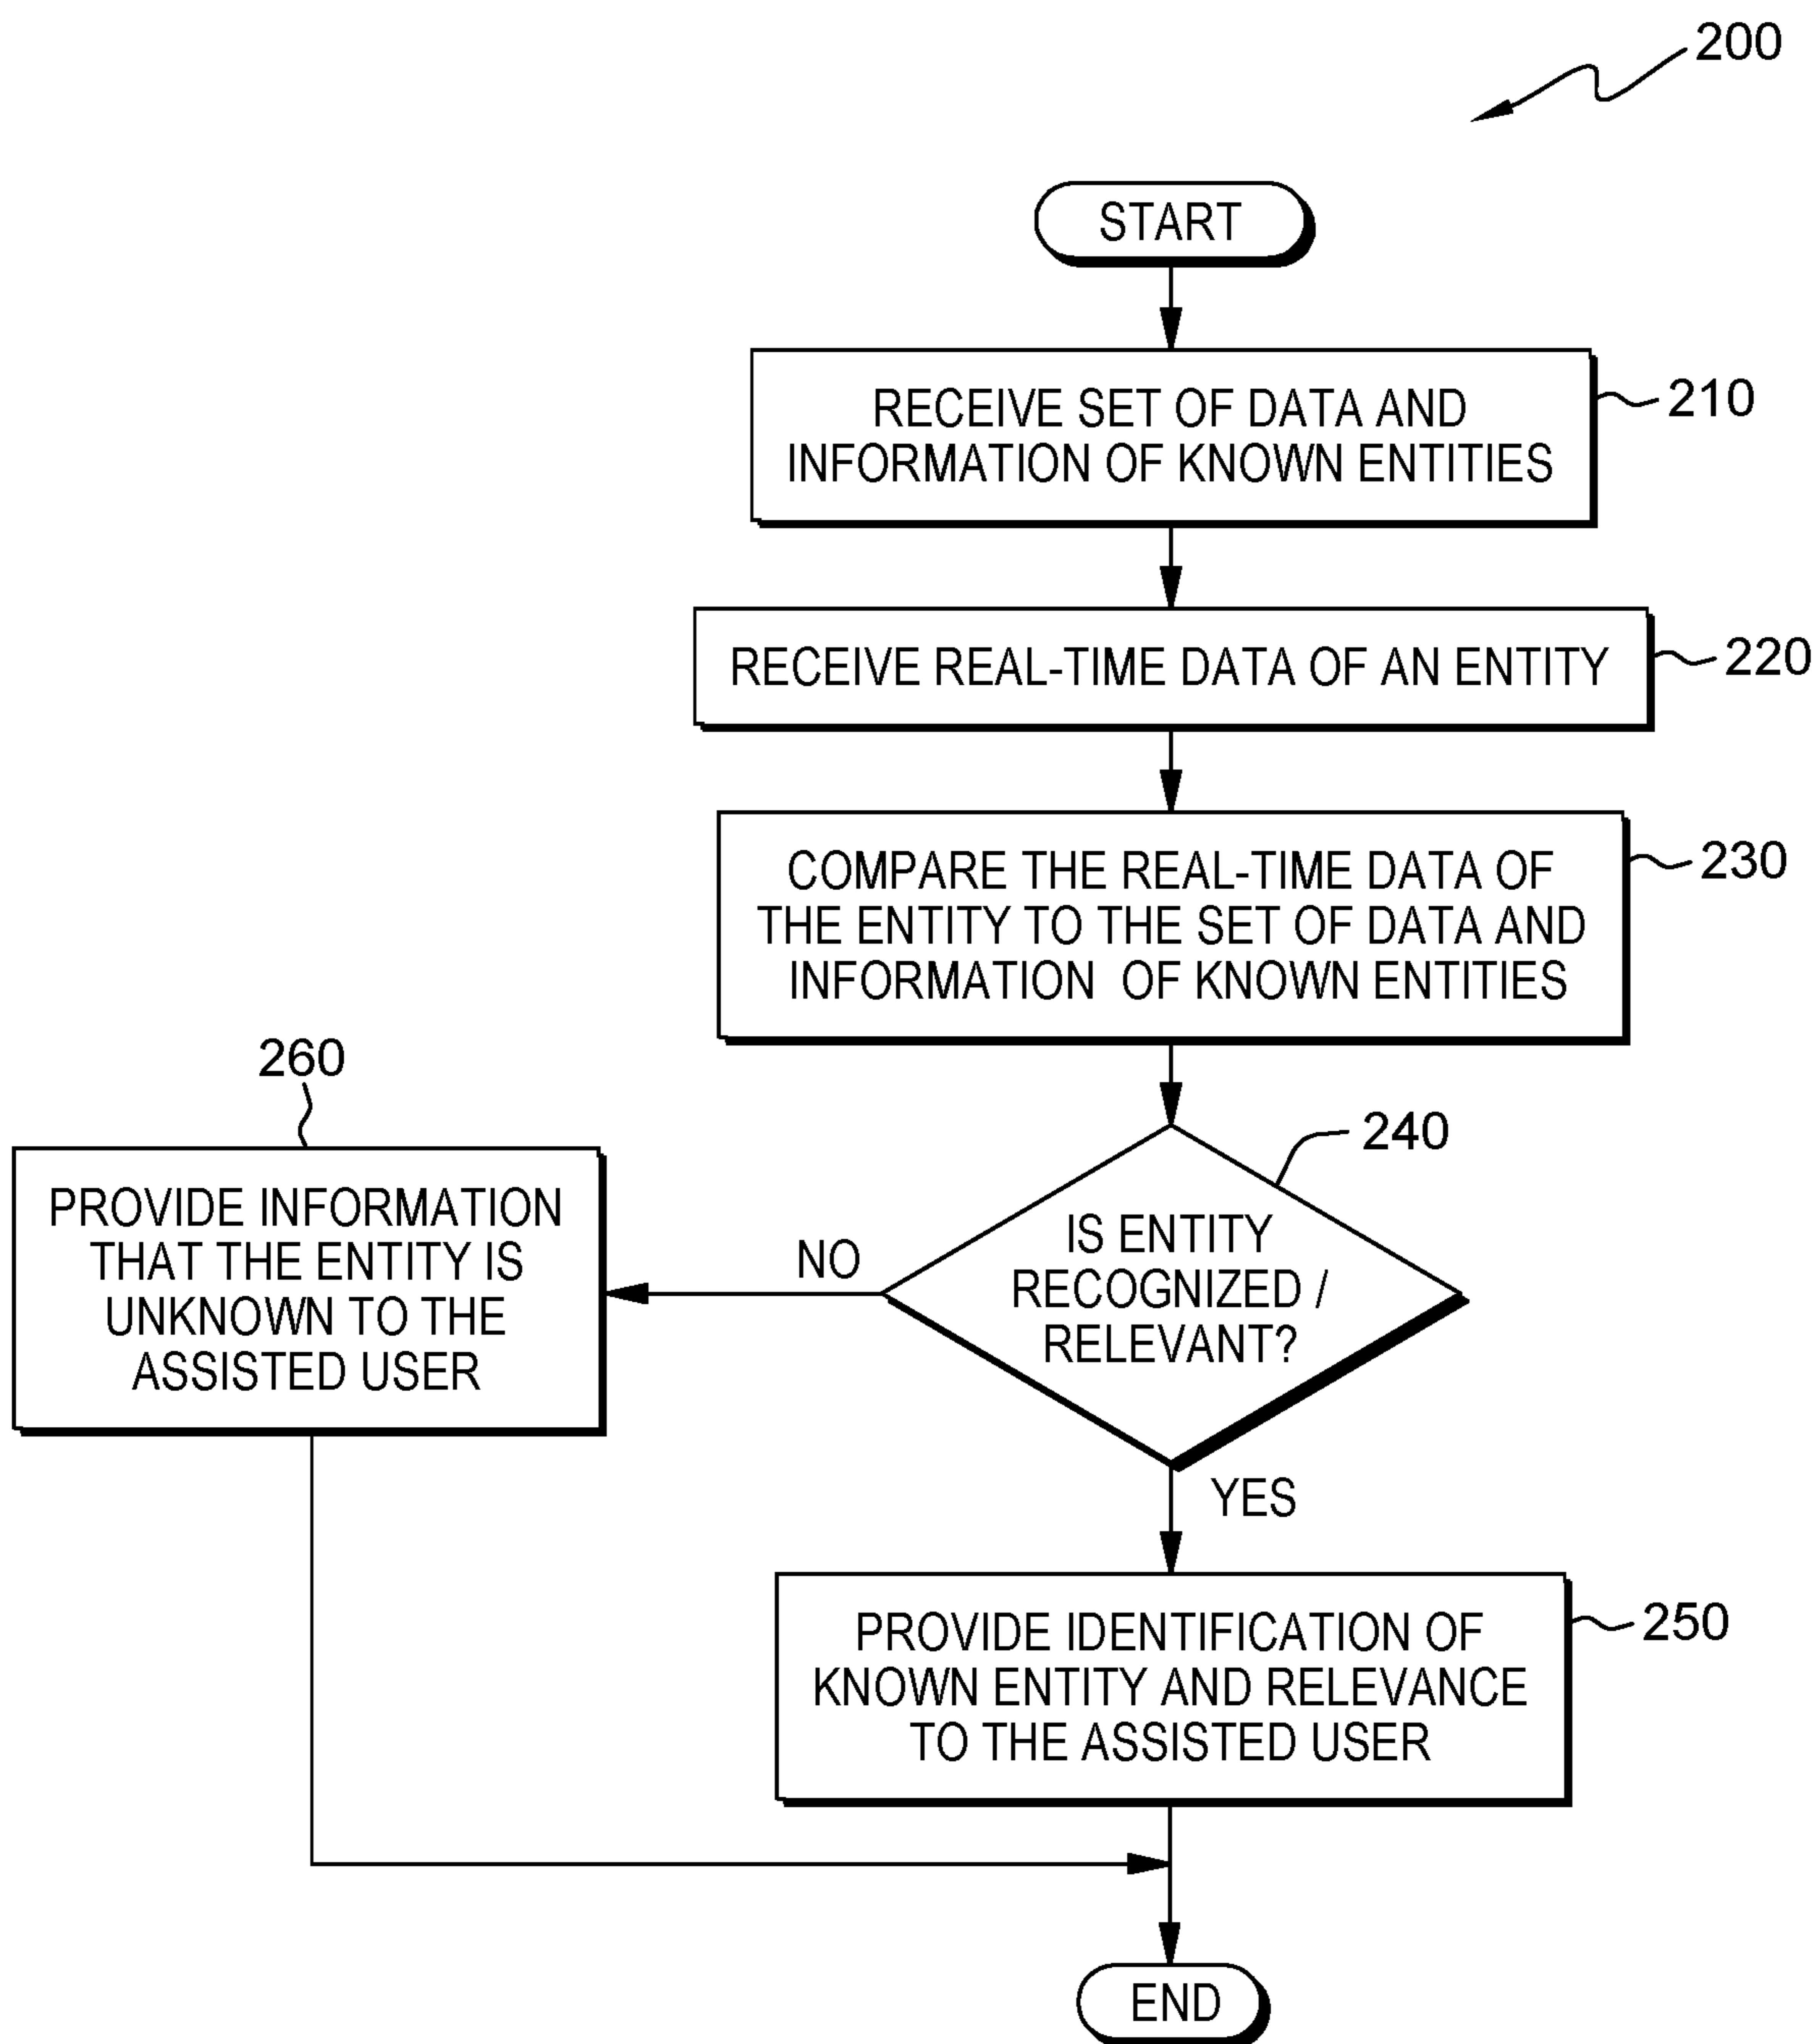 200
START
RECEIVE SET OF DATA AND
INFORMATION OF KNOWN ENTITIES
210
RECEIVE REAL-TIME DATA OF AN ENTITY
220
COMPARE THE REAL-TIME DATA OF
THE ENTITY TO THE SET OF DATA AND
INFORMATION OF KNOWN ENTITIES
230
260
PROVIDE INFORMATION
THAT THE ENTITY IS
UNKNOWN TO THE
ASSISTED USER
NO
240
IS ENTITY
RECOGNIZED /
RELEVANT?
YES
PROVIDE IDENTIFICATION OF
KNOWN ENTITY AND RELEVANCE
TO THE ASSISTED USER
250
END